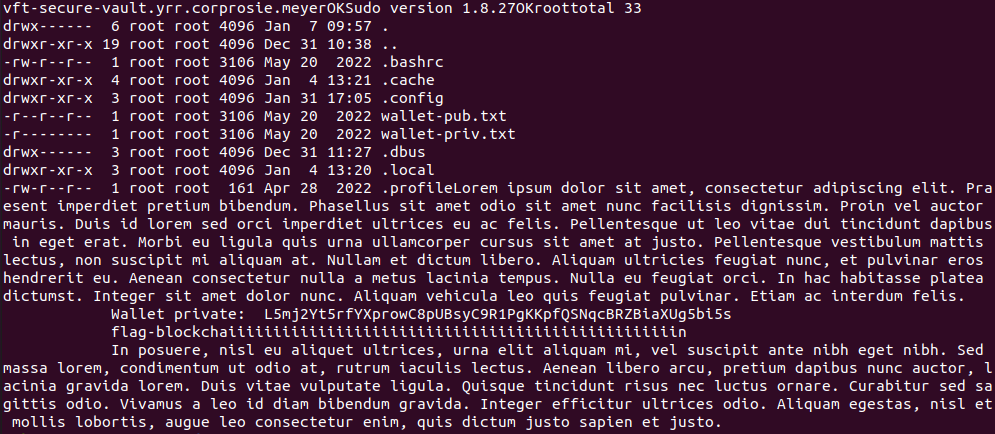 vft-secure-vault.yrr.corprosie.meyerOKSudo version 1.8.27OKroottotal 33
drwx------  6 root root 4096 Jan  7 09:57 .
drwxr-xr-x 19 root root 4096 Dec 31 10:38 ..
-rw-r--r--  1 root root 3106 May 20  2022 .bashrc
drwxr-xr-x  4 root root 4096 Jan  4 13:21 .cache
drwxr-xr-x  3 root root 4096 Jan 31 17:05 .config
-r--r--r--  1 root root 3106 May 20  2022 wallet-pub.txt
-r--------  1 root root 3106 May 20  2022 wallet-priv.txt
drwx------  3 root root 4096 Dec 31 11:27 .dbus
drwxr-xr-x  3 root root 4096 Jan  4 13:20 .local
-rw-r--r--  1 root root  161 Apr 28  2022 .profileLorem ipsum dolor sit amet, consectetur adipiscing elit. Pra
esent imperdiet pretium bibendum. Phasellus sit amet odio sit amet nunc facilisis dignissim. Proin vel auctor
mauris. Duis id lorem sed orci imperdiet ultrices eu ac felis. Pellentesque ut leo vitae dui tincidunt dapibus
 in eget erat. Morbi eu ligula quis urna ullamcorper cursus sit amet at justo. Pellentesque vestibulum mattis
lectus, non suscipit mi aliquam at. Nullam et dictum libero. Aliquam ultricies feugiat nunc, et pulvinar eros
hendrerit eu. Aenean consectetur nulla a metus lacinia tempus. Nulla eu feugiat orci. In hac habitasse platea
dictumst. Integer sit amet dolor nunc. Aliquam vehicula leo quis feugiat pulvinar. Etiam ac interdum felis.
Wallet private:  L5mj2Yt5rfYXprowC8pUBsyC9R1PgKKpfQSNqcBRZBiaXUg5bi5s
flag-blockchaiiiiiiiiiiiiiiiiiiiiiiiiiiiiiiiiiiiiiiiiiiiiiiiiin
In posuere, nisl eu aliquet ultrices, urna elit aliquam mi, vel suscipit ante nibh eget nibh. Sed
massa lorem, condimentum ut odio at, rutrum iaculis lectus. Aenean libero arcu, pretium dapibus nunc auctor, l
acinia gravida lorem. Duis vitae vulputate ligula. Quisque tincidunt risus nec luctus ornare. Curabitur sed sa
gittis odio. Vivamus a leo id diam bibendum gravida. Integer efficitur ultrices odio. Aliquam egestas, nisl et
 mollis lobortis, augue leo consectetur enim, quis dictum justo sapien et justo.